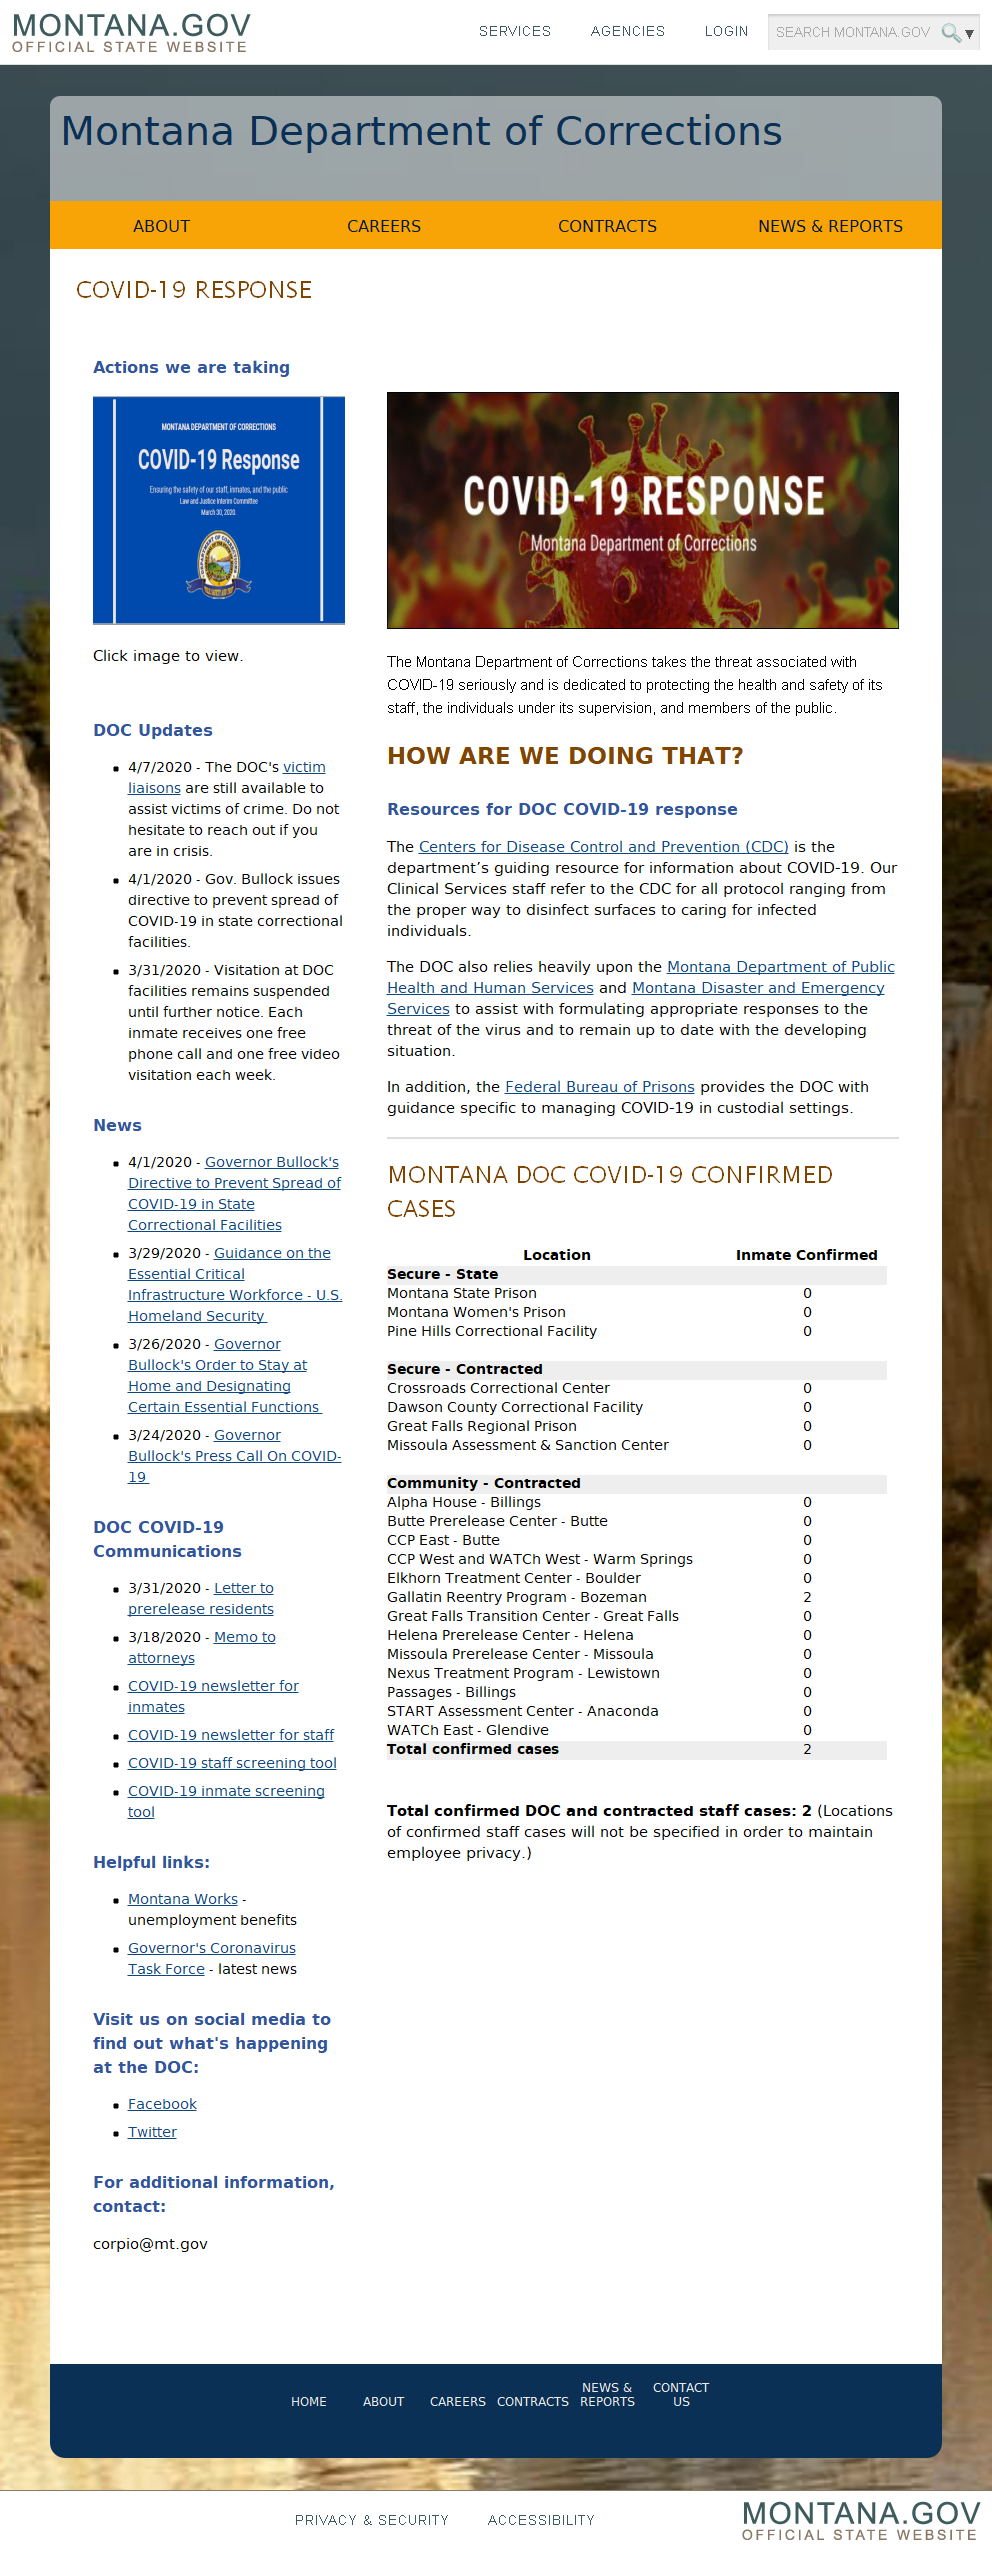 MONTANA.GOV
OFFICIAL STATE WEBSITE
SERVICES
AGENCIES
LOGIN
SEARCH MONTANA.GOV
Montana Department of Corrections
ABOUT
CAREERS
CONTRACTS
NEWS & REPORTS
COVID-19 RESPONSE
Actions we are taking
MONTANA DEPARTMENT OF CORRECTIONS
COVID-19 Response
Ensuring the safety of our staff, inmates, and the public
Law and Justice Interim Committee
March 30, 2020
Click image to view.
DOC Updates
4/7/2020 - The DOC's victim
liaisons are still available to
assist victims of crime. Do not
hesitate to reach out if you
are in crisis.
4/1/2020 - Gov. Bullock issues
directive to prevent spread of
COVID-19 in state correctional
facilities.
3/31/2020 - Visitation at DOC
facilities remains suspended
until further notice. Each
inmate receives one free
phone call and one free video
visitation each week.
News
4/1/2020 - Governor Bullock's
Directive to Prevent Spread of
COVID-19 in State
Correctional Facilities
3/29/2020 - Guidance on the
Essential Critical
Infrastructure Workforce - U.S.
Homeland Security
3/26/2020 - Governor
Bullock's Order to Stay at
Home and Designating
Certain Essential Functions
3/24/2020 - Governor
Bullock's Press Call On COVID-
19
DOC COVID-19
Communications
3/31/2020 - Letter to
prerelease residents
3/18/2020 - Memo to
attorneys
COVID-19 newsletter for
inmates
COVID-19 newsletter for staff
COVID-19 staff screening tool
COVID-19 inmate screening
tool
Helpful links:
Montana Works -
unemployment benefits
Governor's Coronavirus
Task Force - latest news
Visit us on social media to
find out what's happening
at the DOC:
Facebook
Twitter
For additional information,
contact:
corpio@mt.gov
COVID-19 RESPONSE
Montana Department of Corrections
The Montana Department of Corrections takes the threat associated with
COVID-19 seriously and is dedicated to protecting the health and safety of its
staff, the individuals under its supervision, and members of the public.
HOW ARE WE DOING THAT?
Resources for DOC COVID-19 response
The Centers for Disease Control and Prevention (CDC) is the
department’s guiding resource for information about COVID-19. Our
Clinical Services staff refer to the CDC for all protocol ranging from
the proper way to disinfect surfaces to caring for infected
individuals.
The DOC also relies heavily upon the Montana Department of Public
Health and Human Services and Montana Disaster and Emergency
Services to assist with formulating appropriate responses to the
threat of the virus and to remain up to date with the developing
situation.
In addition, the Federal Bureau of Prisons provides the DOC with
guidance specific to managing COVID-19 in custodial settings.
MONTANA DOC COVID-19 CONFIRMED
CASES
Location Inmate Confirmed
Secure - State
Montana State Prison 0
Montana Women's Prison 0
Pine Hills Correctional Facility 0
Secure - Contracted
Crossroads Correctional Center 0
Dawson County Correctional Facility 0
Great Falls Regional Prison 0
Missoula Assessment & Sanction Center 0
Community - Contracted
Alpha House - Billings 0
Butte Prerelease Center - Butte 0
CCP East - Butte 0
CCP West and WATCh West - Warm Springs 0
Elkhorn Treatment Center - Boulder 0
Gallatin Reentry Program - Bozeman 2
Great Falls Transition Center - Great Falls 0
Helena Prerelease Center - Helena 0
Missoula Prerelease Center - Missoula 0
Nexus Treatment Program - Lewistown 0
Passages - Billings 0
START Assessment Center - Anaconda 0
WATCh East - Glendive 0
Total confirmed cases 2
Total confirmed DOC and contracted staff cases: 2 (Locations
of confirmed staff cases will not be specified in order to maintain
employee privacy.)
HOME
ABOUT
CAREERS
CONTRACTS
NEWS &
REPORTS
CONTACT
US
PRIVACY & SECURITY
ACCESSIBILITY
MONTANA.GOV
OFFICIAL STATE WEBSITE